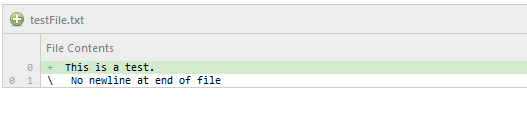 testFile.txt
File Contents
0 + This is a test.
0 1 \ No newline at end of file